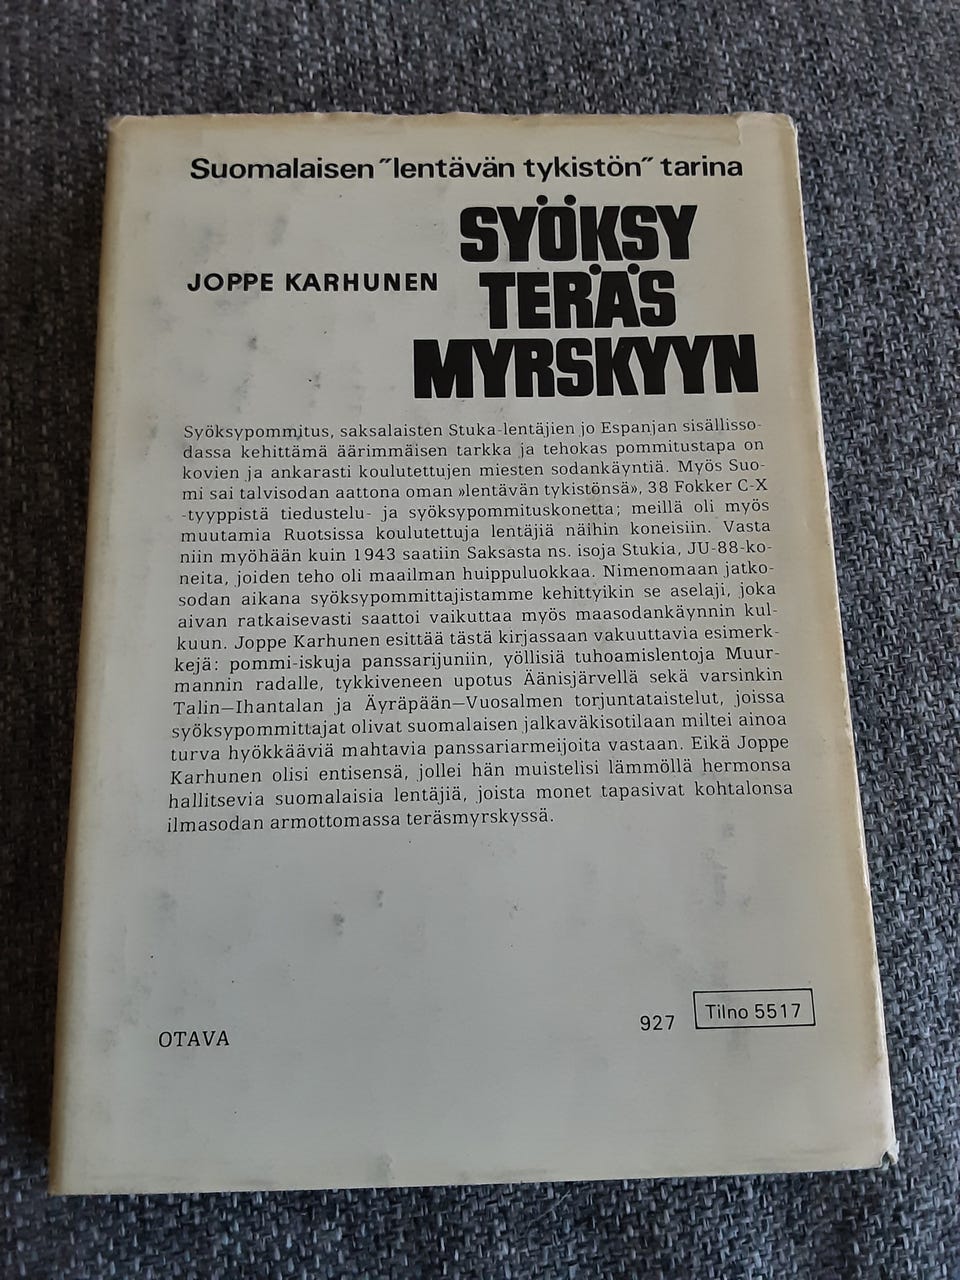 Suomalaisen "lentävän tykistön" tarina
JOPPE KARHUNEN
SYÖKSY
TERÄS
MYRSKYYN
Syöksypommitus, saksalaisten Stuka-lentäjien jo Espanjan sisällisso-
dassa kehittämä äärimmäisen tarkka ja tehokas pommitustapa on
kovien ja ankarasti koulutettujen miesten sodankäyntiä. Myös Suo-
mi sai talvisodan aattona oman »lentävän tykistönsä», 38 Fokker C-X
-tyyppistä tiedustelu- ja syöksypommituskonetta; meillä oli myös
muutamia Ruotsissa koulutettuja lentäjiä näihin koneisiin. Vasta
niin myöhään kuin 1943 saatiin Saksasta ns. isoja Stukia, JU-88-ko-
neita, joiden teho oli maailman huippuluokkaa. Nimenomaan jatko-
sodan aikana syöksypommittajistamme kehittyikin se aselaji, joka
aivan ratkaisevasti saattoi vaikuttaa myös maasodankäynnin kul-
kuun. Joppe Karhunen esittää tästä kirjassaan vakuuttavia esimerk-
kejä: pommi-iskuja panssarijuniin, yöllisiä tuhoamislentoja Muur-
mannin radalle, tykkiveneen upotus Äänisjärvellä sekä varsinkin
Talin—Ihantalan ja Äyräpään—Vuosalmen torjuntataistelut, joissa
syöksypommittajat olivat suomalaisen jalkaväkisotilaan miltei ainoa
turva hyökkääviä mahtavia panssariarmeijoita vastaan. Eikä Joppe
Karhunen olisi entisensä, jollei hän muistelisi lämmöllä hermonsa
hallitsevia suomalaisia lentäjiä, joista monet tapasivat kohtalonsa
ilmasodan armottomassa teräsmyrskyssä.
OTAVA
927
Tilno 5517